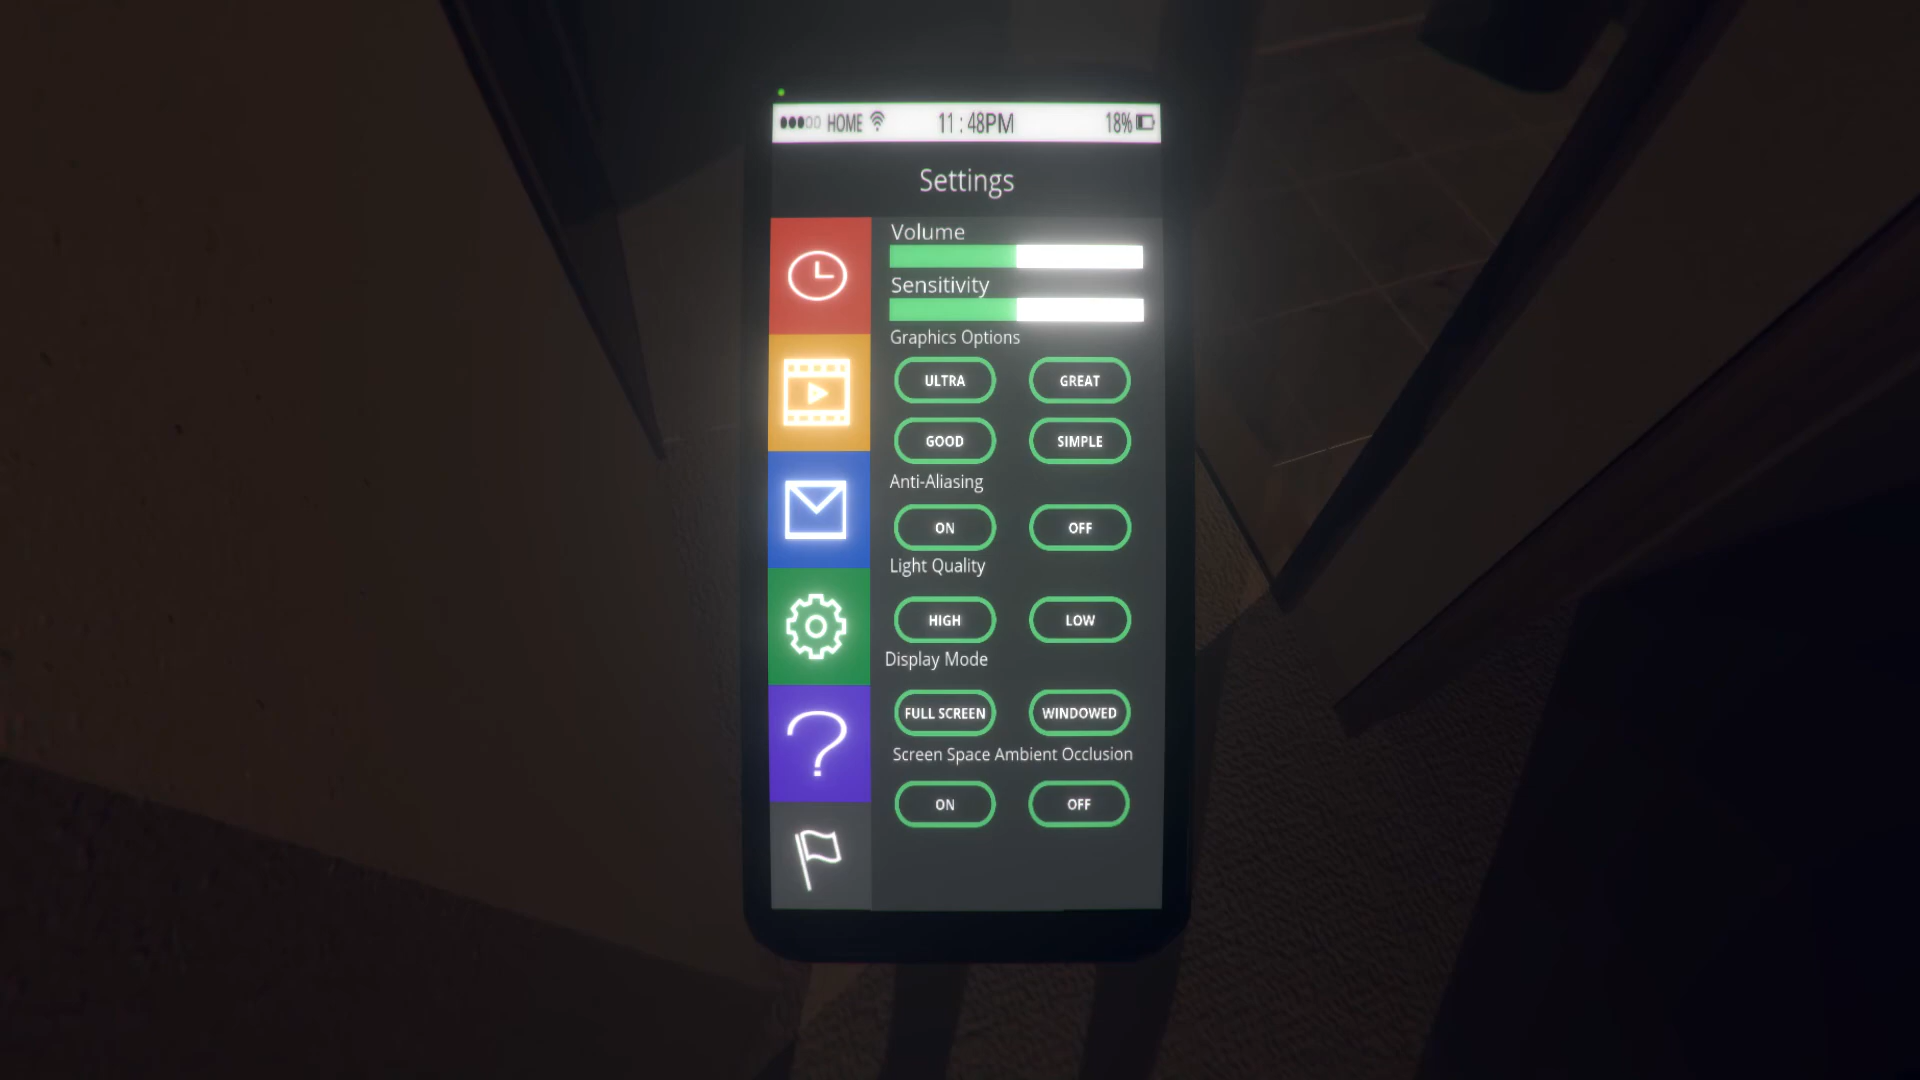 HOME 11:48PM 18%
Settings
Volume
Sensitivity
Graphics Options
ULTRA GREAT
GOOD SIMPLE
Anti-Aliasing
ON OFF
Light Quality
HIGH LOW
Display Mode
FULL SCREEN WINDOWED
Screen Space Ambient Occlusion
ON OFF